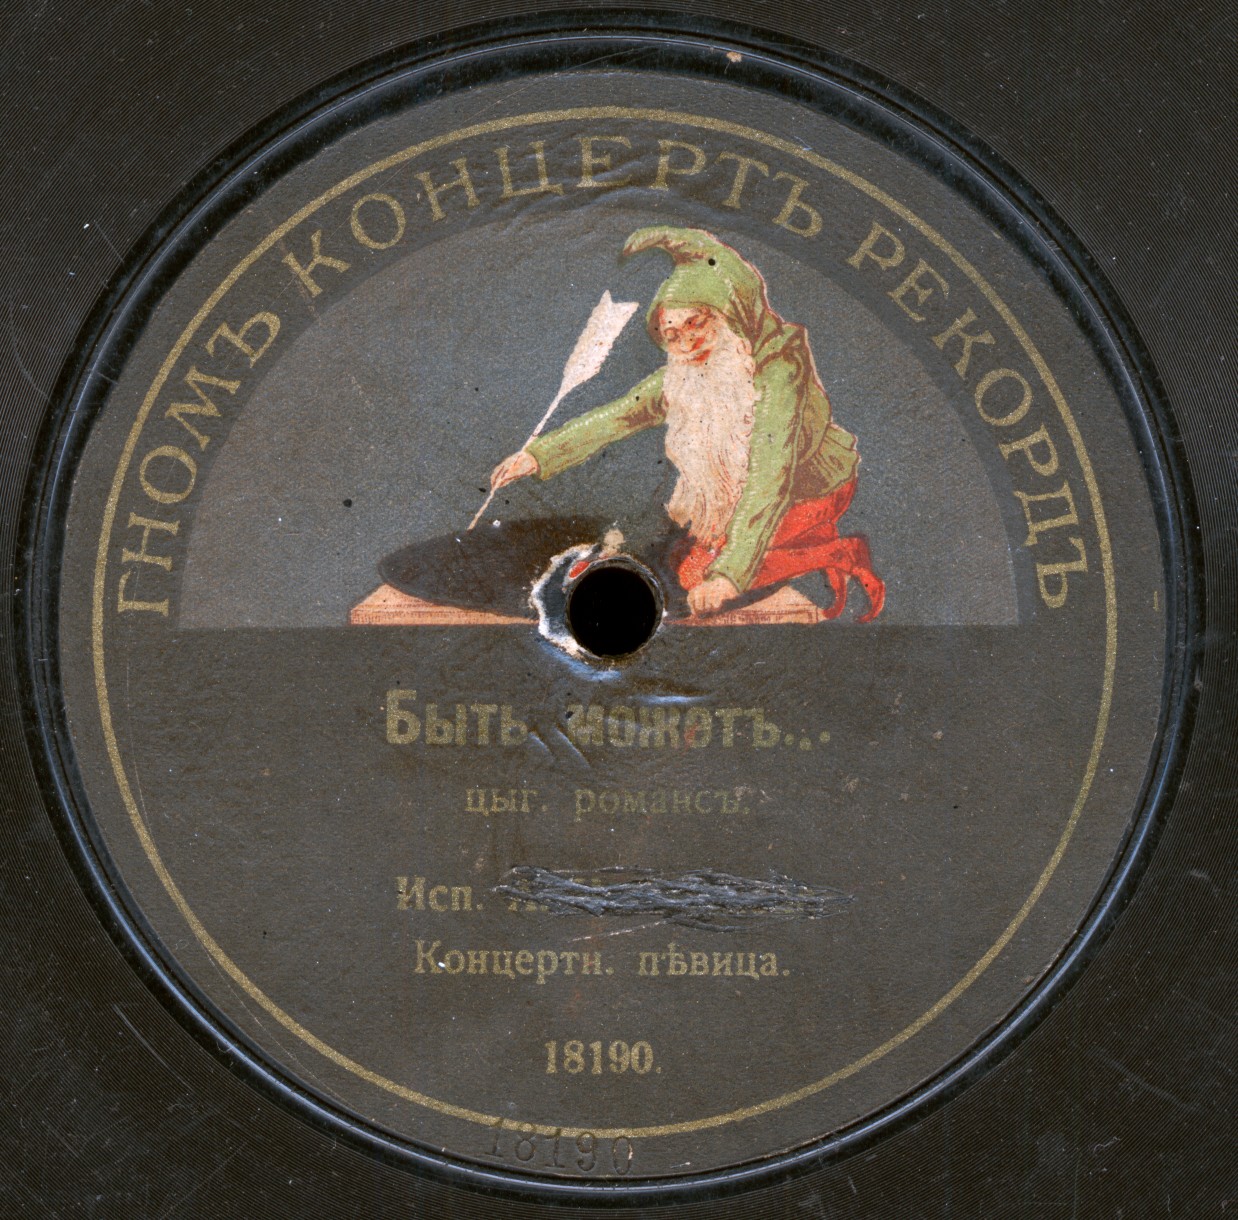 ГНОМЪ КОНЦЕРТЪ РЕКОРДЪ
Быть можетъ...
цыг. романсъ.
Исп.
Концертн. пѣвица.
18190.
18190